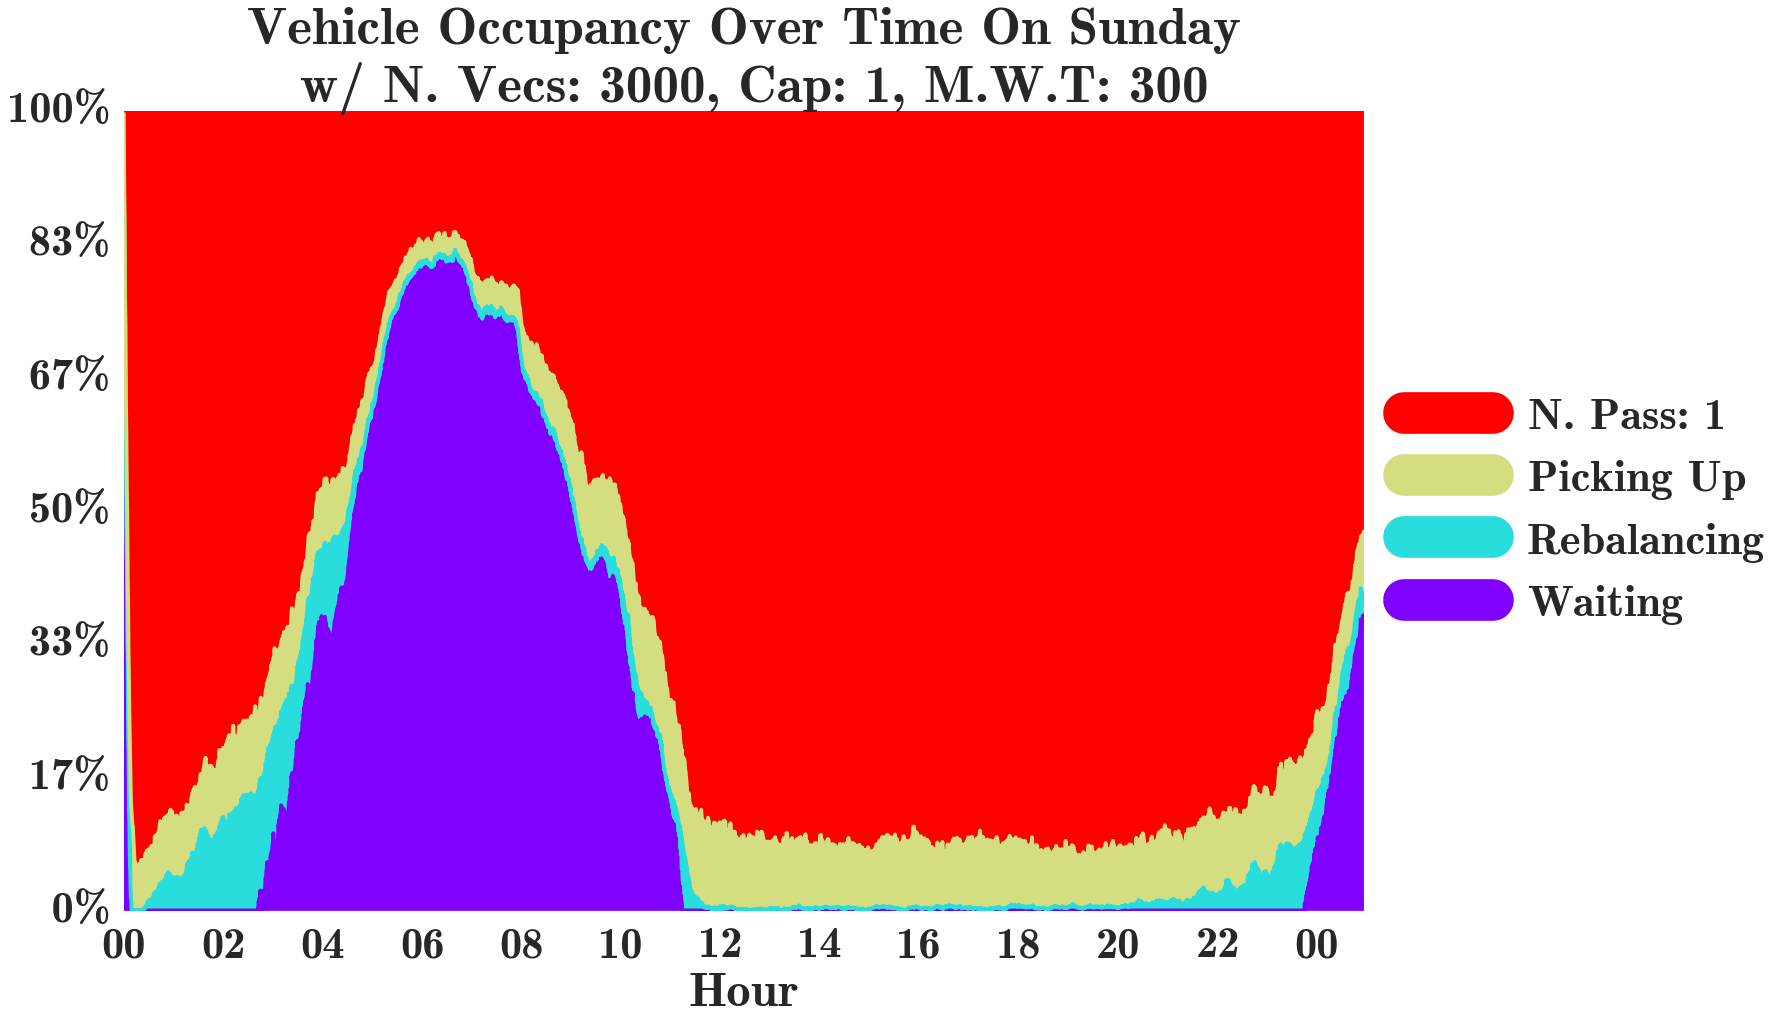 Vehicle Occupancy Over Time On Sunday
w/ N. Vecs: 3000, Cap: 1, M.W.T: 300
100%
83%
67%
50%
33%
17%
0%
00 02 04 06 08 10 12 14 16 18 20 22 00
Hour
N. Pass: 1
Picking Up
Rebalancing
Waiting